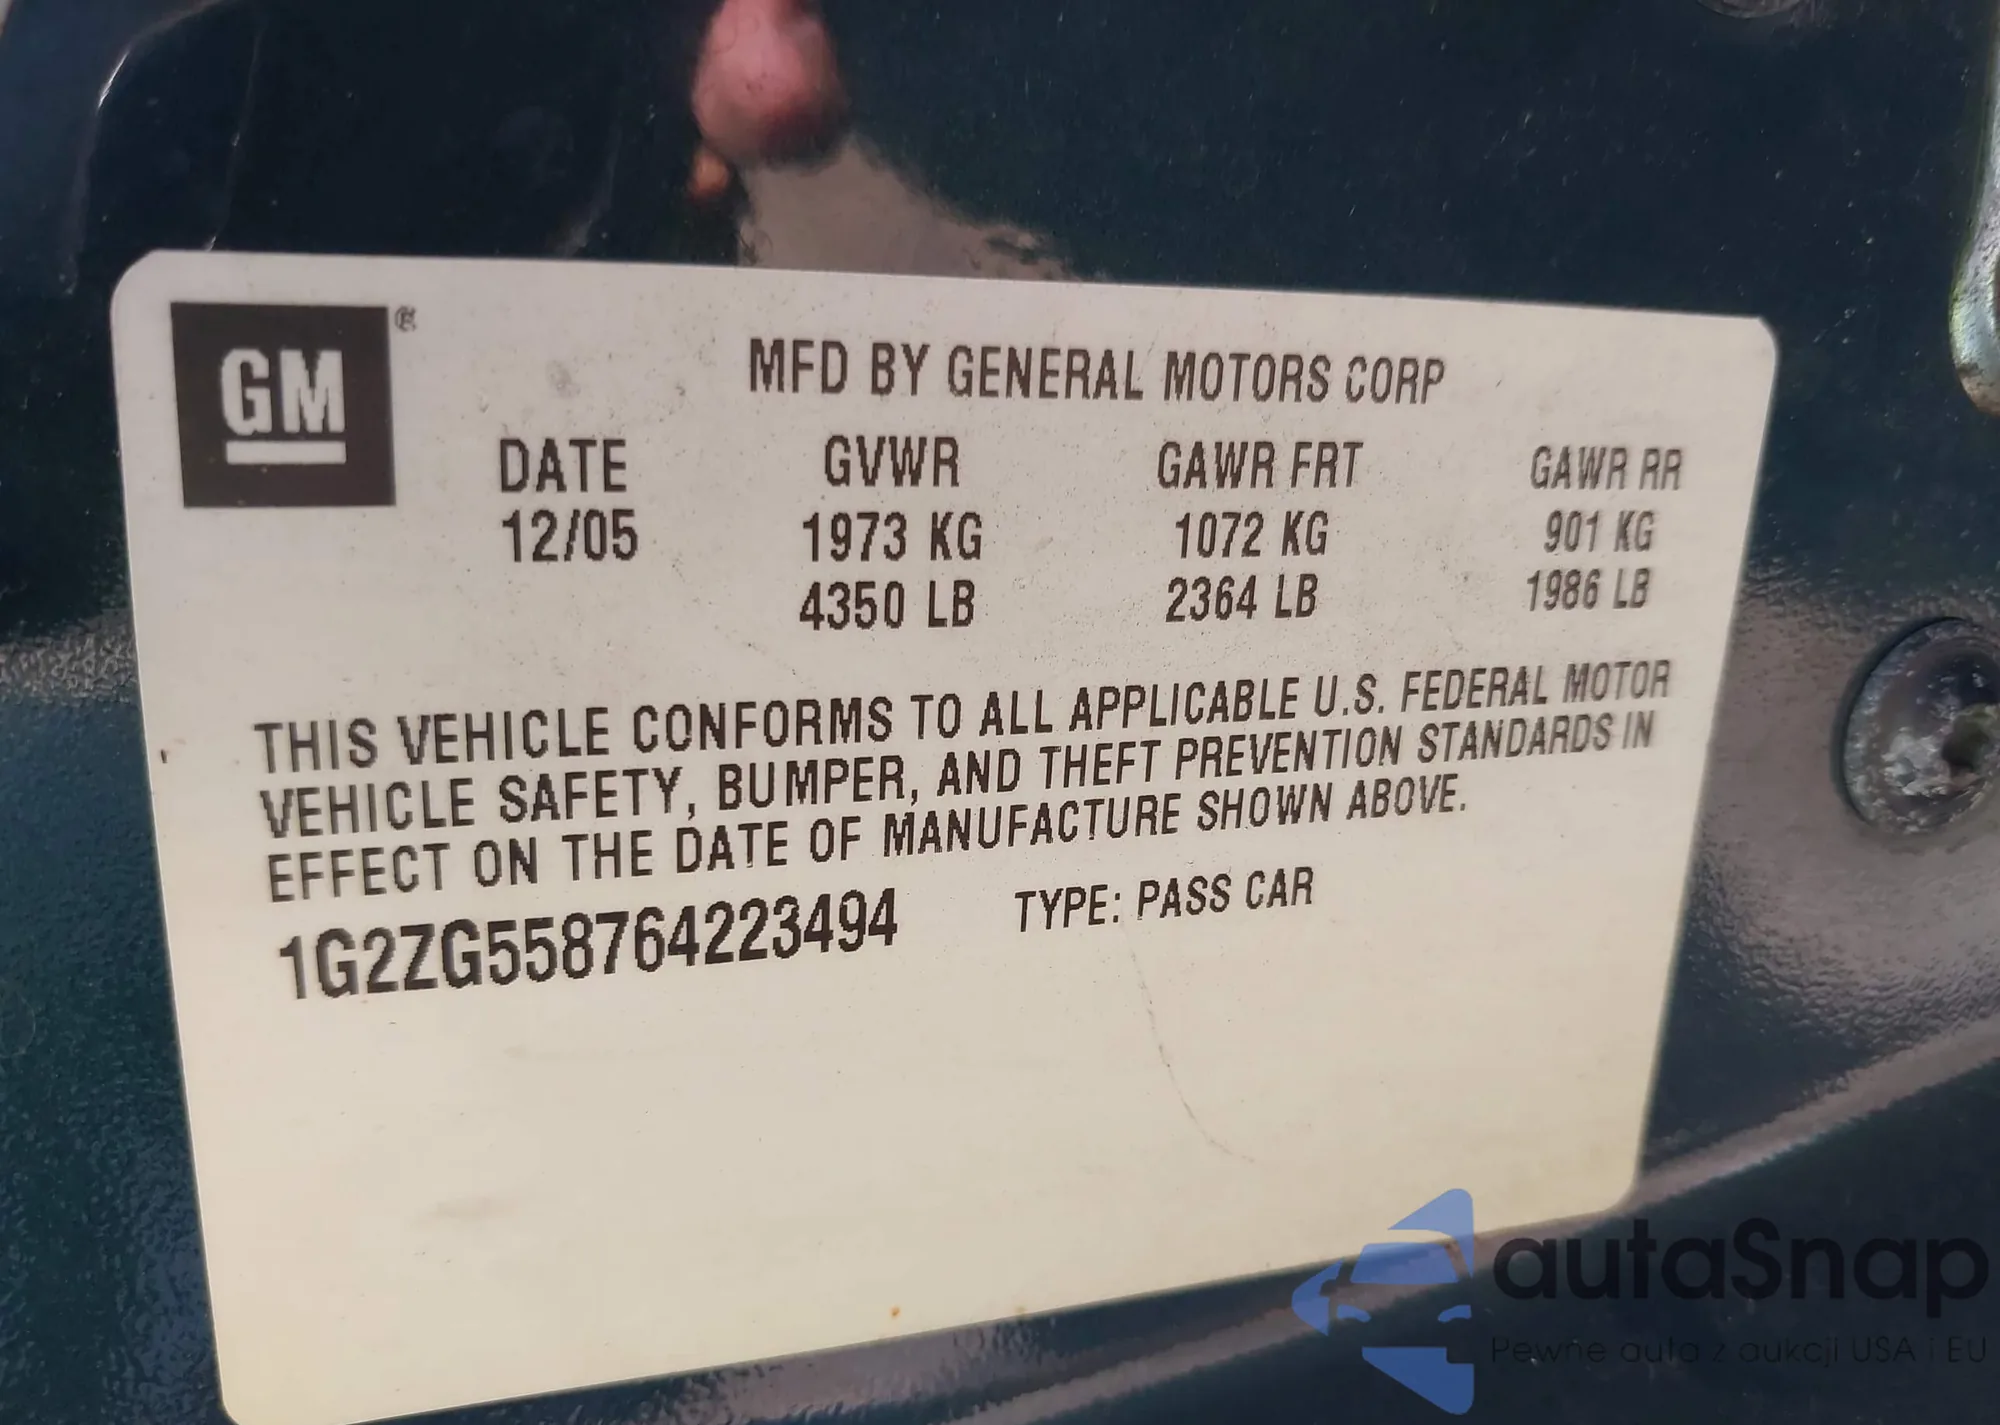 GM
MFD BY GENERAL MOTORS CORP
DATE GVWR GAWR FRT GAWR RR
12/05 1973 KG 1072 KG 901 KG
4350 LB 2364 LB 1986 LB
THIS VEHICLE CONFORMS TO ALL APPLICABLE U.S. FEDERAL MOTOR
VEHICLE SAFETY, BUMPER, AND THEFT PREVENTION STANDARDS IN
EFFECT ON THE DATE OF MANUFACTURE SHOWN ABOVE.
1G2ZG558764223494 TYPE: PASS CAR
autaSnap
Pewne auta z aukcji USA i EU